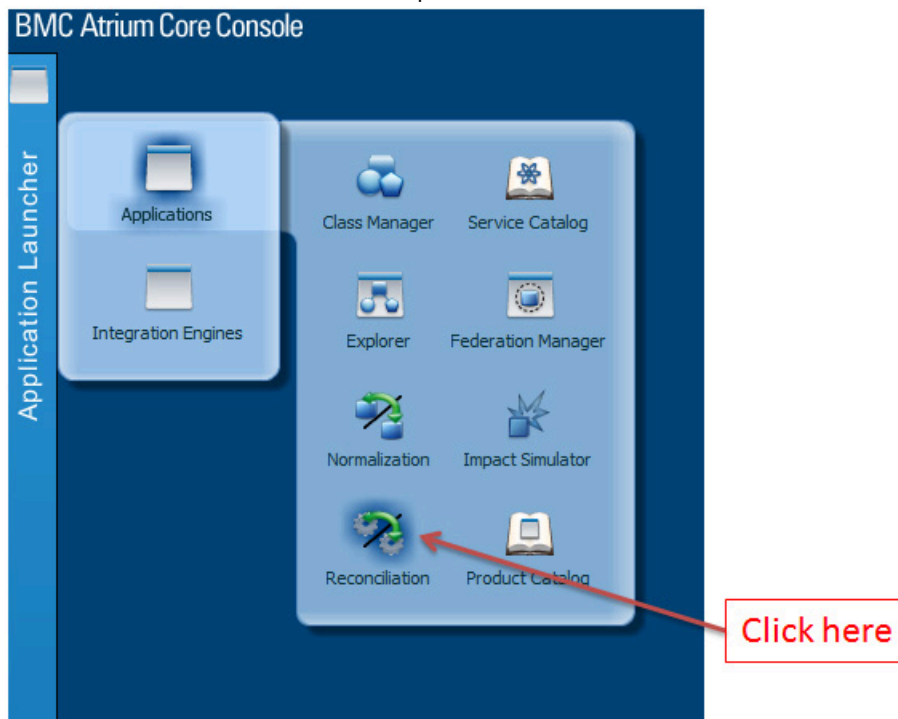 BMC Atrium Core Console
Application Launcher
Applications
Integration Engines
Class Manager
Service Catalog
Explorer
Federation Manager
Normalization
Impact Simulator
Reconciliation
Product Catalog
Click here